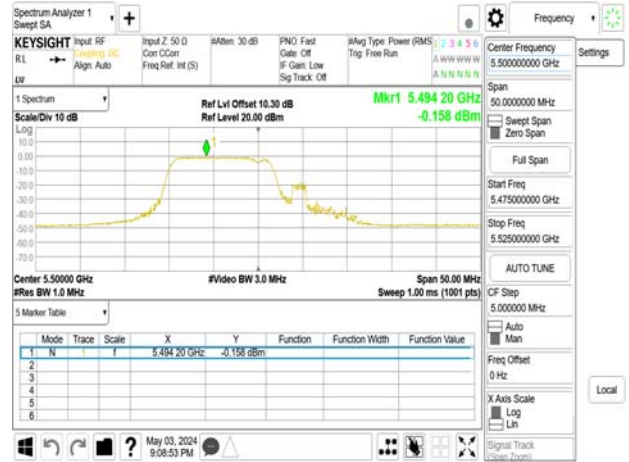 Spectrum Analyzer 1
Swept SA
+
Frequency
KEYSIGHT
RL
Input: RF
Coupling: DC
Align: Auto
Input Z: 50 Ω
Corr CCorr
Freq Ref: Int (S)
#Atten: 30 dB
PNO: Fast
Gate: Off
IF Gain: Low
Sig Track: Off
#Avg Type: Power (RMS
Trig: Free Run
1 2 3 4 5 6
A W W W W W
A N N N N N
Center Frequency
5.500000000 GHz
Settings
Span
50.0000000 MHz
Swept Span
Zero Span
Full Span
Start Freq
5.475000000 GHz
Stop Freq
5.525000000 GHz
AUTO TUNE
CF Step
5.000000 MHz
Auto
Man
Freq Offset
0 Hz
X Axis Scale
Log
Lin
Signal Track
(Span Zoom)
Local
1 Spectrum
Scale/Div 10 dB
Ref Lvl Offset 10.30 dB
Ref Level 20.00 dBm
Mkr1 5.494 20 GHz
-0.158 dBm
Log
10.0
0.00
-10.0
-20.0
-30.0
-40.0
-50.0
-60.0
-70.0
1
Center 5.50000 GHz
#Res BW 1.0 MHz
#Video BW 3.0 MHz
Span 50.00 MHz
Sweep 1.00 ms (1001 pts)
5 Marker Table
Mode Trace Scale X Y Function Function Width Function Value
1 N 1 f 5.494 20 GHz -0.158 dBm
2
3
4
5
6
?
May 03, 2024
9:08:53 PM